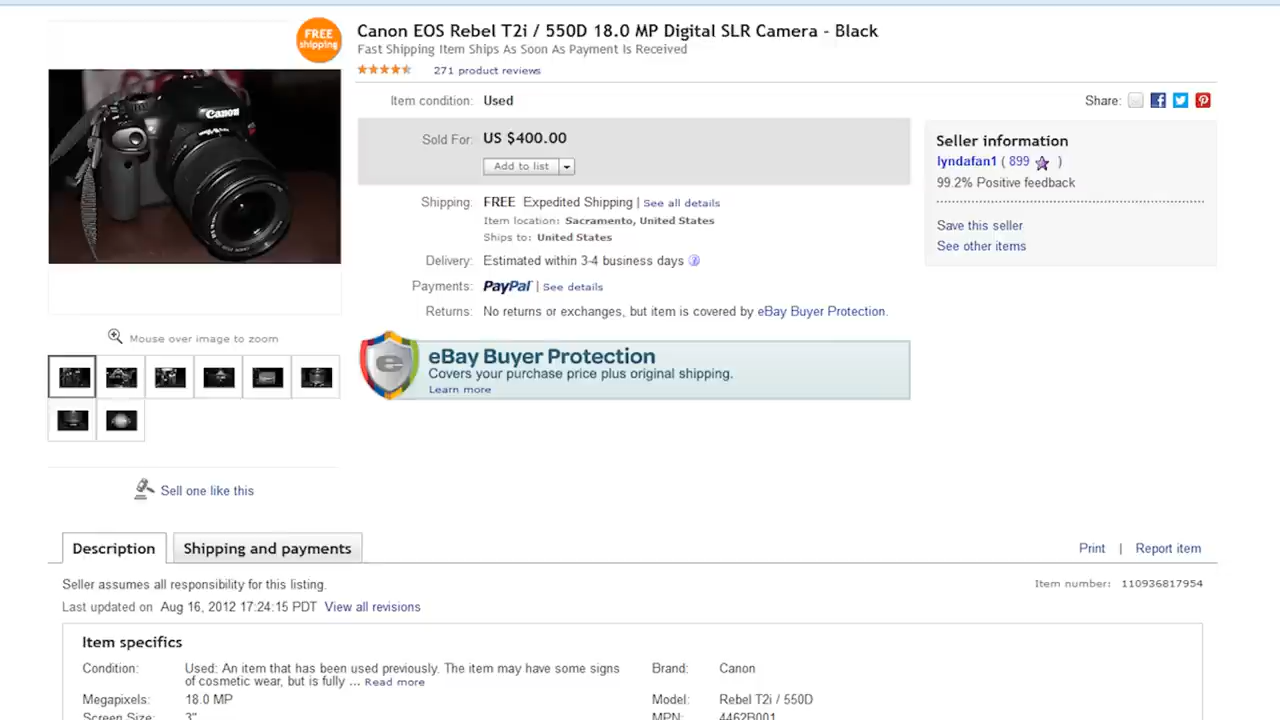 FREE
shipping
Canon EOS Rebel T2i / 550D 18.0 MP Digital SLR Camera - Black
Fast Shipping Item Ships As Soon As Payment Is Received
271 product reviews
Item condition: Used
Share:
Canon
Sold For: US $400.00
Add to list
Seller information
lyndafan1 ( 899 )
99.2% Positive feedback
Save this seller
See other items
Shipping: FREE Expedited Shipping | See all details
Item location: Sacramento, United States
Ships to: United States
Delivery: Estimated within 3-4 business days
Payments: PayPal | See details
Returns: No returns or exchanges, but item is covered by eBay Buyer Protection.
Mouse over image to zoom
e
eBay Buyer Protection
Covers your purchase price plus original shipping.
Learn more
Sell one like this
Description
Shipping and payments
Print | Report item
Seller assumes all responsibility for this listing.
Item number: 110936817954
Last updated on Aug 16, 2012 17:24:15 PDT View all revisions
Item specifics
Condition: Used: An item that has been used previously. The item may have some signs
of cosmetic wear, but is fully ... Read more
Brand: Canon
Megapixels: 18.0 MP
Model: Rebel T2i / 550D
Screen Size: 3"
MPN: 4462B001